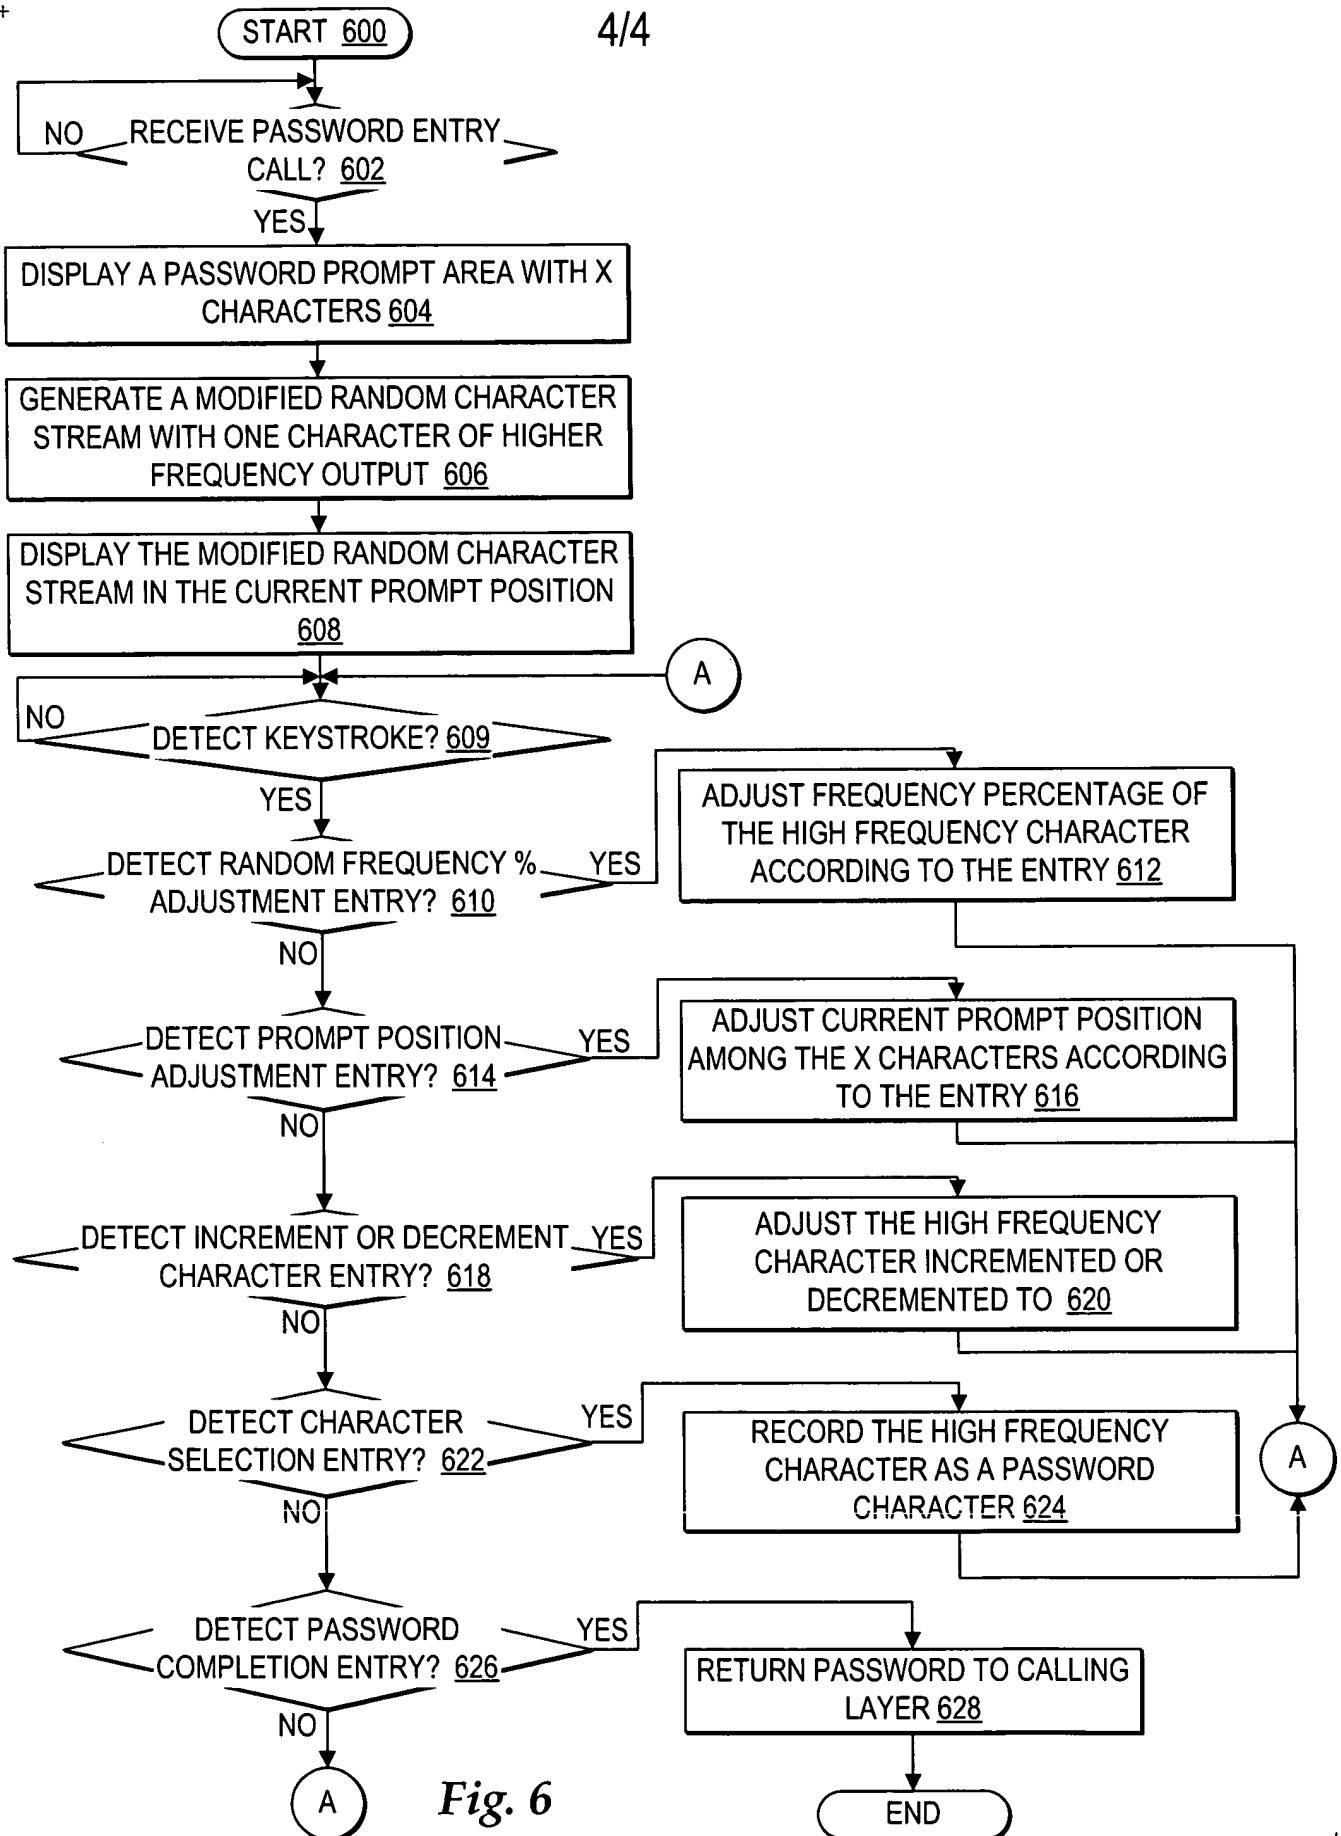 +
START 600
4/4
NO
RECEIVE PASSWORD ENTRY
CALL? 602
YES
DISPLAY A PASSWORD PROMPT AREA WITH X
CHARACTERS 604
GENERATE A MODIFIED RANDOM CHARACTER
STREAM WITH ONE CHARACTER OF HIGHER
FREQUENCY OUTPUT 606
DISPLAY THE MODIFIED RANDOM CHARACTER
STREAM IN THE CURRENT PROMPT POSITION
608
A
NO
DETECT KEYSTROKE? 609
YES
DETECT RANDOM FREQUENCY %
ADJUSTMENT ENTRY? 610
YES
ADJUST FREQUENCY PERCENTAGE OF
THE HIGH FREQUENCY CHARACTER
ACCORDING TO THE ENTRY 612
NO
DETECT PROMPT POSITION
ADJUSTMENT ENTRY? 614
YES
ADJUST CURRENT PROMPT POSITION
AMONG THE X CHARACTERS ACCORDING
TO THE ENTRY 616
NO
DETECT INCREMENT OR DECREMENT
CHARACTER ENTRY? 618
YES
ADJUST THE HIGH FREQUENCY
CHARACTER INCREMENTED OR
DECREMENTED TO 620
NO
DETECT CHARACTER
SELECTION ENTRY? 622
YES
RECORD THE HIGH FREQUENCY
CHARACTER AS A PASSWORD
CHARACTER 624
A
NO
DETECT PASSWORD
COMPLETION ENTRY? 626
YES
RETURN PASSWORD TO CALLING
LAYER 628
NO
A
Fig. 6
END